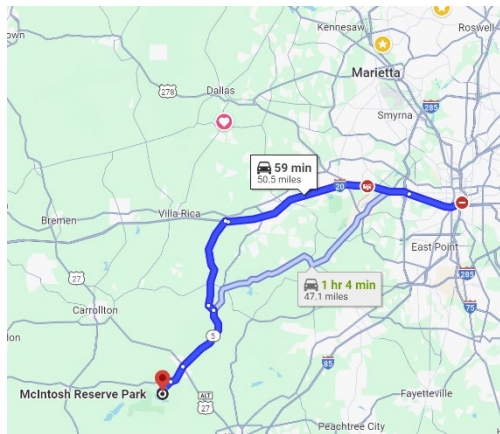 Kennesaw
Roswell
town
Marietta
278
Dallas
285
Smyrna
59 min
50.5 miles
20
Villa Rica
Bremen
East Point
1 hr 4 min
47.1 miles
285
27
Carrollton
75
5
85
McIntosh Reserve Park
ALT
27
Fayetteville
Peachtree City